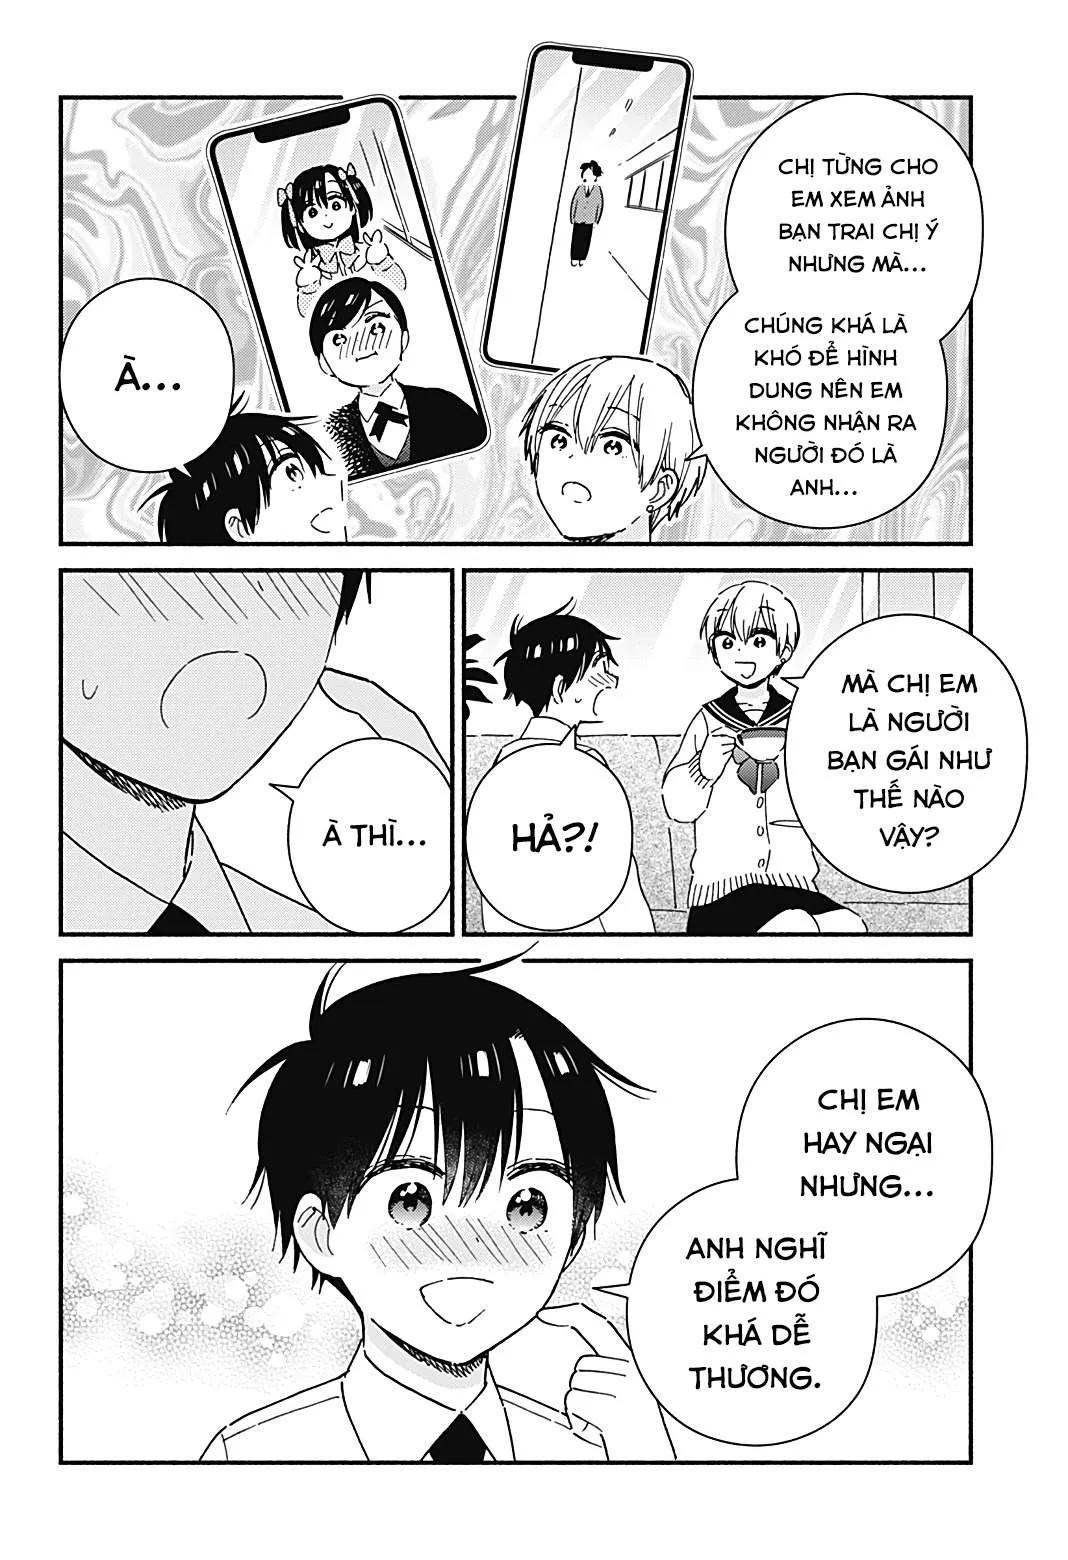 CHỊ TỪNG CHO
EM XEM ẢNH
BẠN TRAI CHỊ Ý
NHƯNG MÀ...
CHÚNG KHÁ LÀ
KHÓ ĐỂ HÌNH
DUNG NÊN EM
KHÔNG NHẬN RA
NGƯỜI ĐÓ LÀ
ANH...
À...
MÀ CHỊ EM
LÀ NGƯỜI
BẠN GÁI NHƯ
THẾ NÀO
VẬY?
HẢ?!
À THÌ...
CHỊ EM
HAY NGẠI
NHƯNG...
ANH NGHĨ
ĐIỂM ĐÓ
KHÁ DỄ
THƯƠNG.